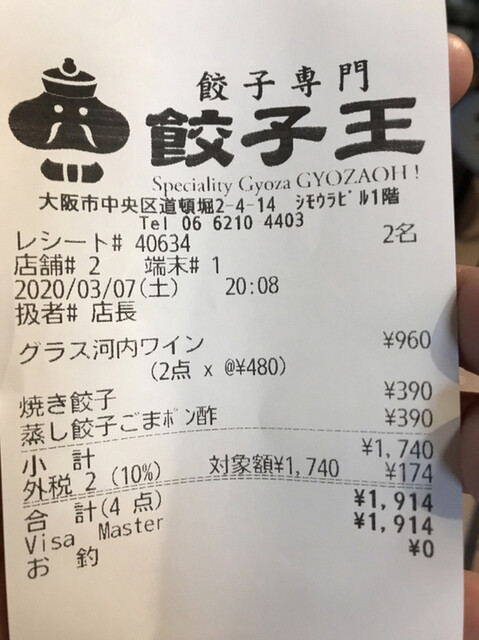 餃子専門
餃子王
Speciality Gyoza GYOZAOH !
大阪市中央区道頓堀2-4-14 ｼﾓｳﾗﾋﾞﾙ1階
Tel 06 6210 4403
レシート# 40634 2名
店舗# 2 端末# 1
2020/03/07(土) 20:08
扱者# 店長
グラス河内ワイン ¥960
(2点 x @¥480)
焼き餃子 ¥390
蒸し餃子ごまﾎﾟﾝ酢 ¥390
小 計 ¥1,740
外税 2 (10%) 対象額¥1,740 ¥174
合 計(4 点) ¥1,914
Visa Master ¥1,914
お 釣 ¥0